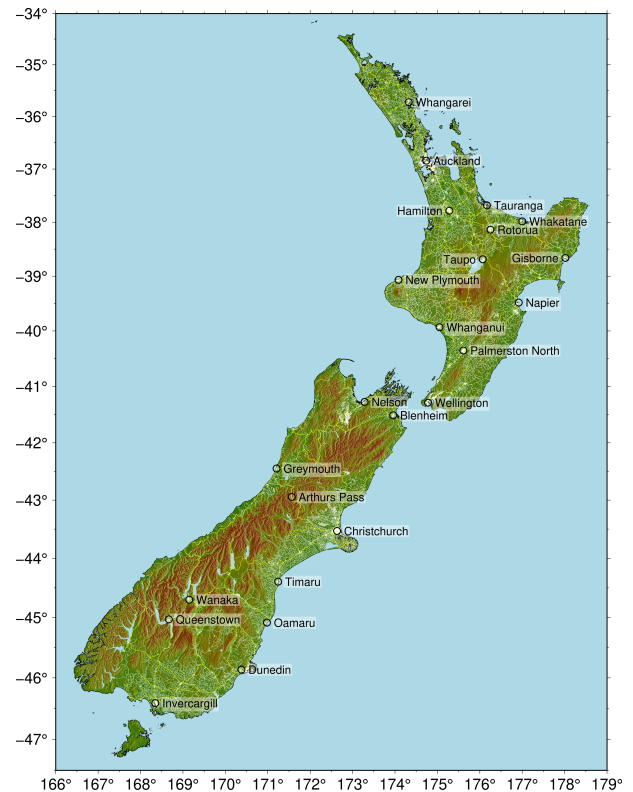 −34°
−35°
Whangarei
−36°
Auckland
−37°
Tauranga
Hamilton
−38°
Whakatane
Rotorua
Taupo
Gisborne
−39°
New Plymouth
Napier
Whanganui
−40°
Palmerston North
−41°
Nelson
Wellington
Blenheim
−42°
Greymouth
Arthurs Pass
−43°
Christchurch
−44°
Timaru
Wanaka
−45°
Queenstown
Oamaru
−46°
Dunedin
Invercargill
−47°
166° 167° 168° 169° 170° 171° 172° 173° 174° 175° 176° 177° 178° 179°